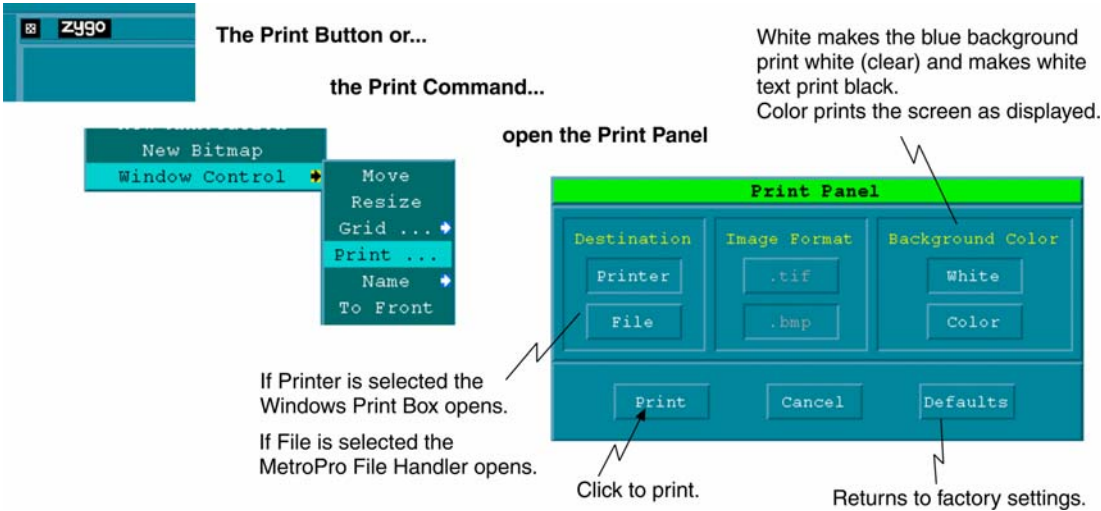 zygo
The Print Button or...
the Print Command...
open the Print Panel
White makes the blue background
print white (clear) and makes white
text print black.
Color prints the screen as displayed.
New Bitmap
Window Control
Move
Resize
Grid ...
Print ...
Name
To Front
Print Panel
Destination
Printer
File
Image Format
.tif
.bmp
Background Color
White
Color
Print
Cancel
Defaults
If Printer is selected the
Windows Print Box opens.
If File is selected the
MetroPro File Handler opens.
Click to print.
Returns to factory settings.